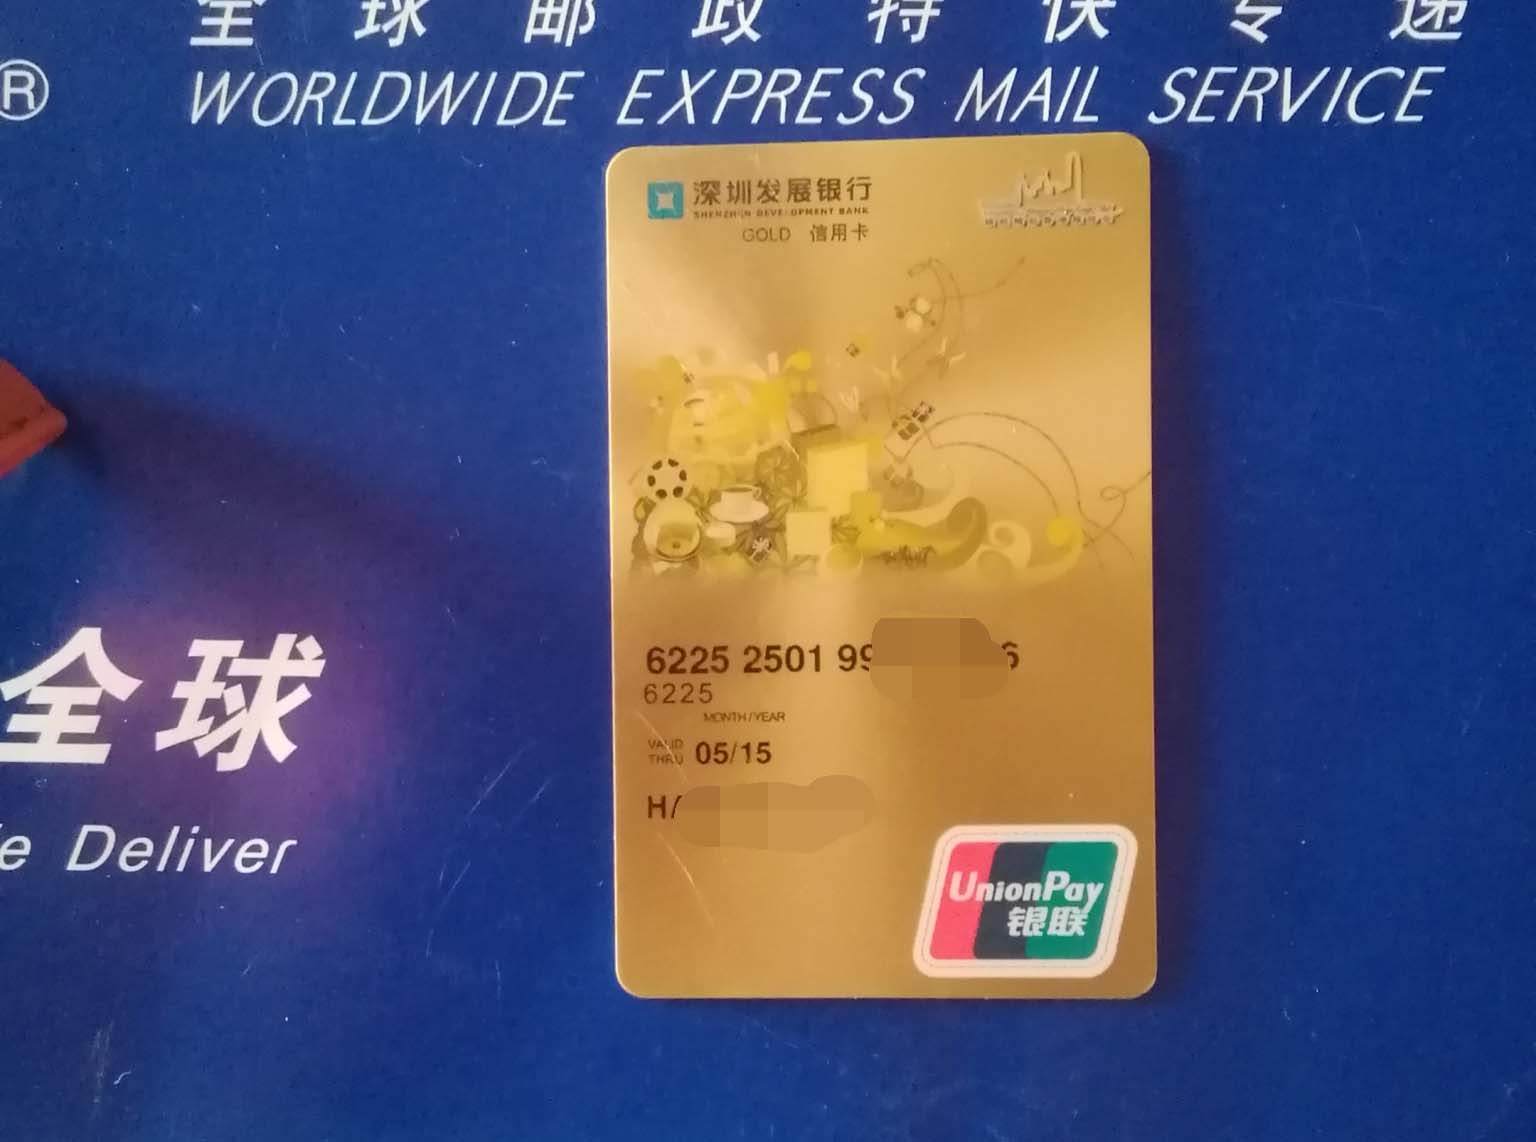 全球邮政特快专递
®
WORLDWIDE EXPRESS MAIL SERVICE
深圳发展银行
SHENZHEN DEVELOPMENT BANK
GOLD 信用卡
6225 2501 99 6
6225
MONTH/YEAR
VALID
THRU 05/15
全球
e Deliver
UnionPay
银联